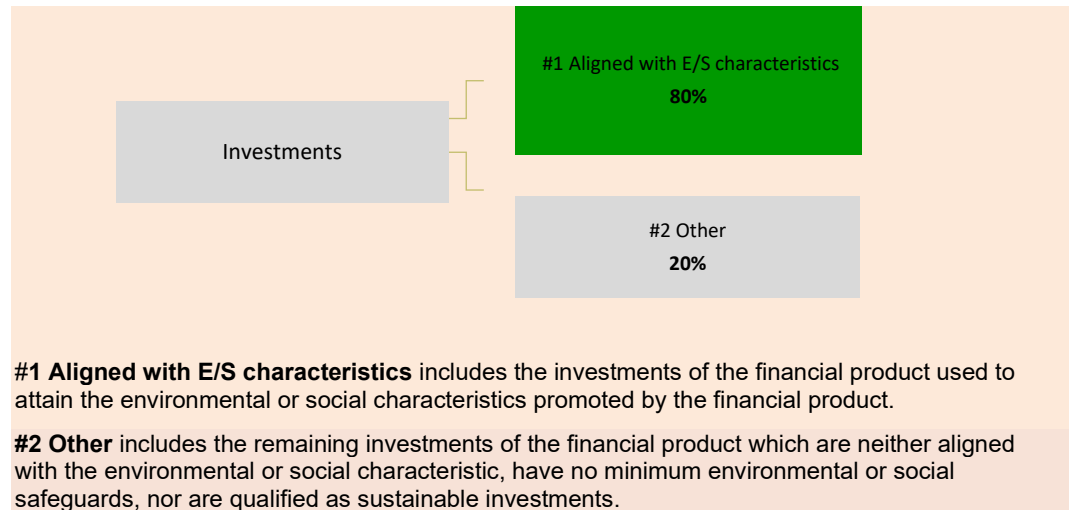 #1 Aligned with E/S characteristics
80%
Investments
#2 Other
20%
#1 Aligned with E/S characteristics includes the investments of the financial product used to
attain the environmental or social characteristics promoted by the financial product.
#2 Other includes the remaining investments of the financial product which are neither aligned
with the environmental or social characteristic, have no minimum environmental or social
safeguards, nor are qualified as sustainable investments.